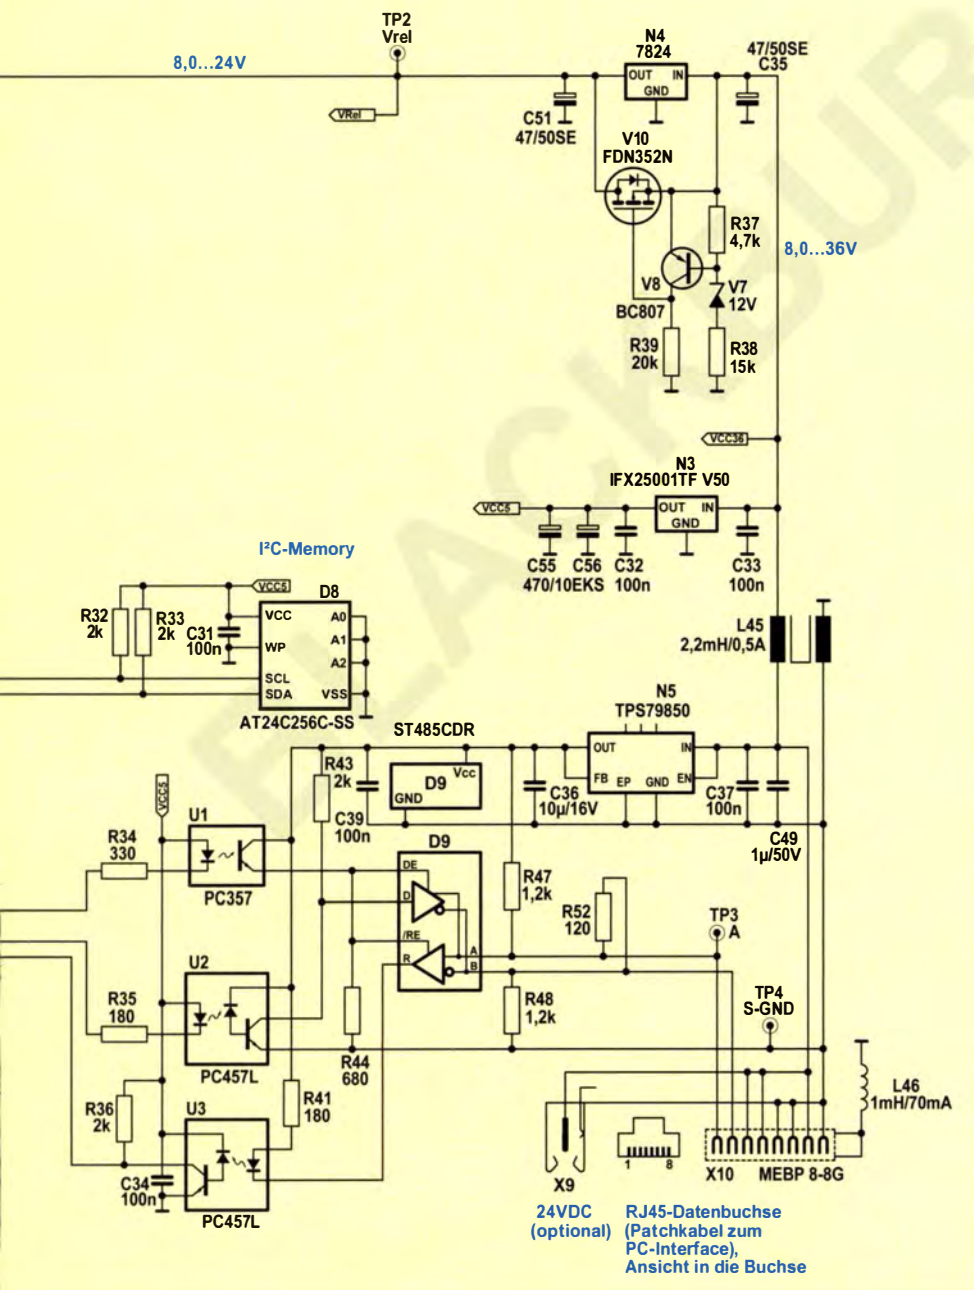 TP2
Vrel
8,0...24V
VRel
N4
7824
OUT IN
GND
47/50SE
C35
C51
47/50SE
V10
FDN352N
R37
4,7k
8,0...36V
V8
BC807
V7
12V
R39
20k
R38
15k
VCC36
N3
IFX25001TF V50
VCC5
OUT IN
GND
C55
470/10EKS
C56
C32
100n
C33
100n
I²C-Memory
VCC5
D8
R32
2k
R33
2k
C31
100n
VCC
WP
SCL
SDA
A0
A1
A2
VSS
AT24C256C-SS
L45
2,2mH/0,5A
N5
TPS79850
OUT IN
FB EP GND EN
ST485CDR
D9
Vcc
GND
R43
2k
C39
100n
C36
10µ/16V
C37
100n
C49
1µ/50V
VCC5
U1
PC357
R34
330
D9
DE
D
/RE
R
A
B
R47
1,2k
R52
120
TP3
A
U2
PC457L
R35
180
R48
1,2k
TP4
S-GND
R44
680
R41
180
R36
2k
U3
PC457L
C34
100n
L46
1mH/70mA
X9
1 8
X10 MEBP 8-8G
24VDC
(optional)
RJ45-Datenbuchse
(Patchkabel zum
PC-Interface),
Ansicht in die Buchse
BLACKBUR